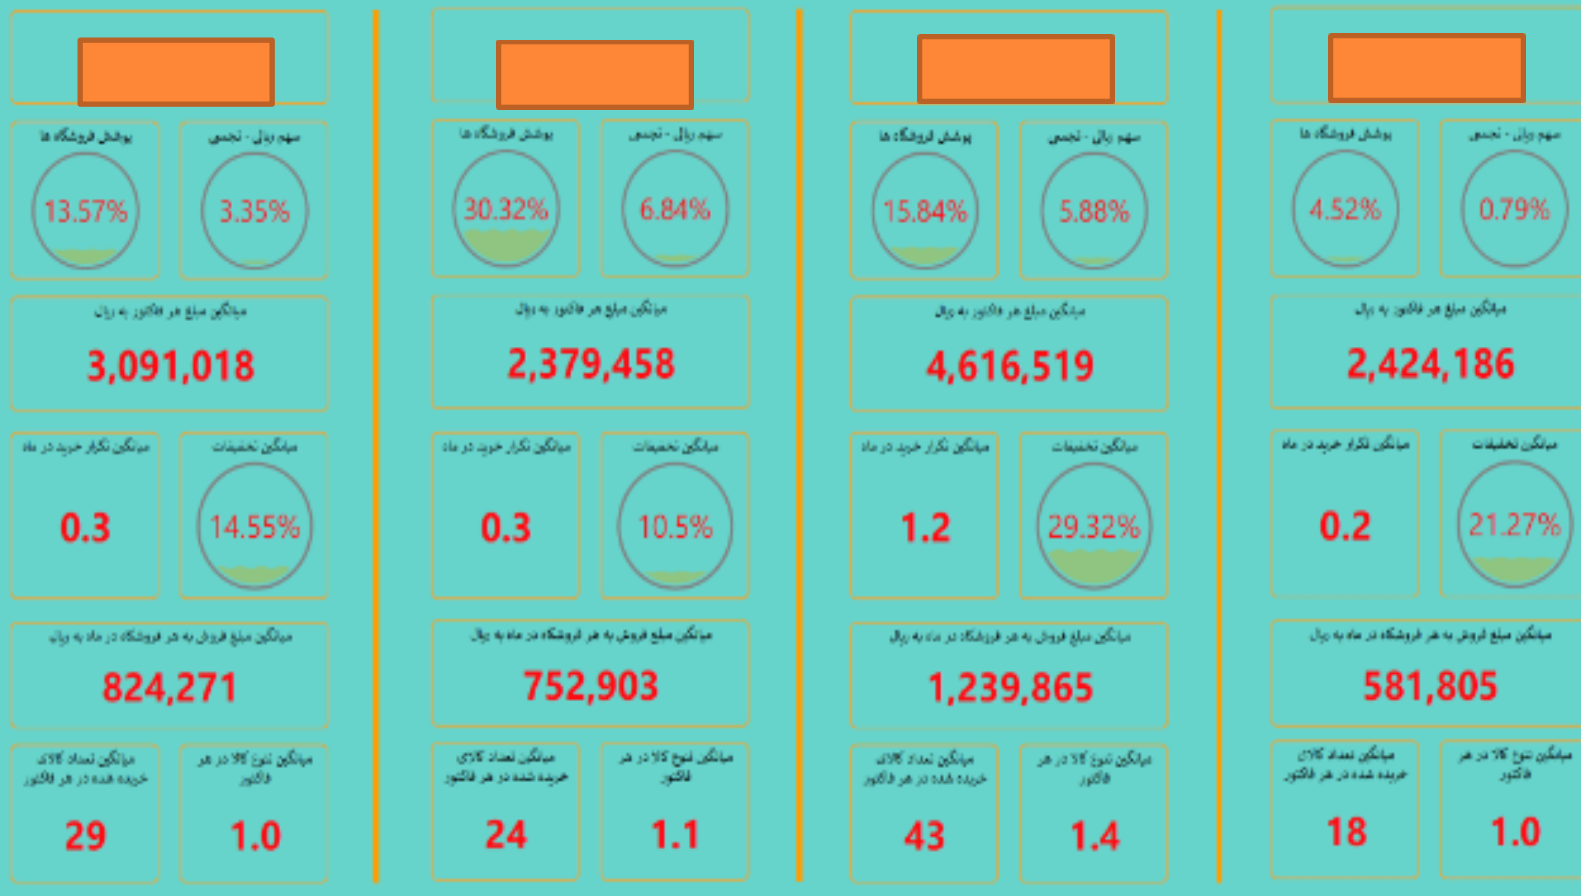 پوشش فروشگاه ها
سهم ریالی - تجمعی
13.57%
3.35%
میانگین مبلغ هر فاکتور به ریال
3,091,018
میانگین تکرار خرید در ماه
میانگین تخفیفات
0.3
14.55%
میانگین مبلغ فروش به هر فروشگاه در ماه به ریال
824,271
میانگین تعداد کالای
خریده شده در هر فاکتور
میانگین تنوع کالا در هر
فاکتور
29
1.0
پوشش فروشگاه ها
سهم ریالی - تجمعی
30.32%
6.84%
میانگین مبلغ هر فاکتور به ریال
2,379,458
میانگین تکرار خرید در ماه
میانگین تخفیفات
0.3
10.5%
میانگین مبلغ فروش به هر فروشگاه در ماه به ریال
752,903
میانگین تعداد کالای
خریده شده در هر فاکتور
میانگین تنوع کالا در هر
فاکتور
24
1.1
پوشش فروشگاه ها
سهم ریالی - تجمعی
15.84%
5.88%
میانگین مبلغ هر فاکتور به ریال
4,616,519
میانگین تکرار خرید در ماه
میانگین تخفیفات
1.2
29.32%
میانگین مبلغ فروش به هر فروشگاه در ماه به ریال
1,239,865
میانگین تعداد کالای
خریده شده در هر فاکتور
میانگین تنوع کالا در هر
فاکتور
43
1.4
پوشش فروشگاه ها
سهم ریالی - تجمعی
4.52%
0.79%
میانگین مبلغ هر فاکتور به ریال
2,424,186
میانگین تکرار خرید در ماه
میانگین تخفیفات
0.2
21.27%
میانگین مبلغ فروش به هر فروشگاه در ماه به ریال
581,805
میانگین تعداد کالای
خریده شده در هر فاکتور
میانگین تنوع کالا در هر
فاکتور
18
1.0